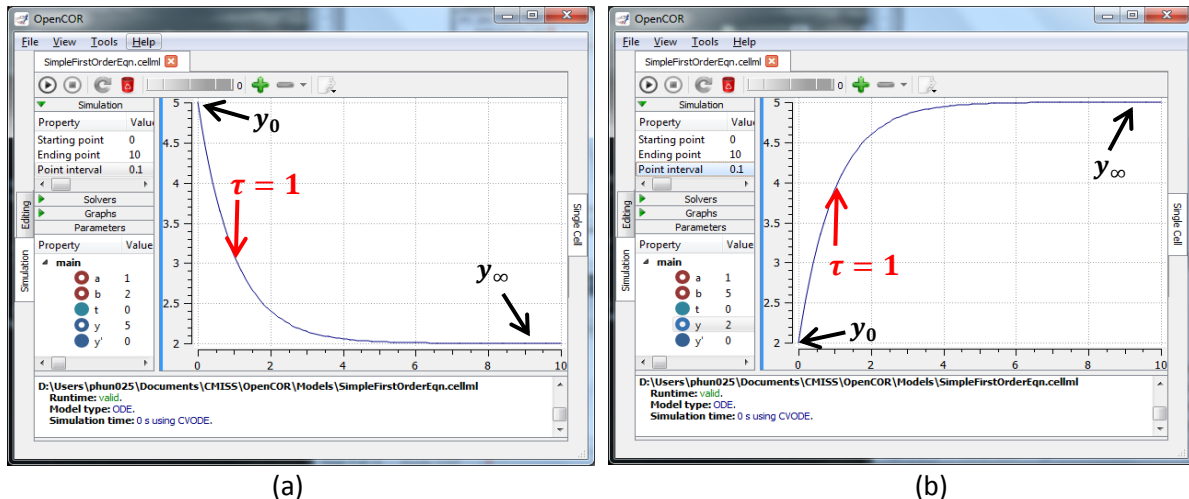 OpenCOR
File View Tools Help
SimpleFirstOrderEqn.cellml
0
Simulation
Property Valu
Starting point 0
Ending point 10
Point interval 0.1
Solvers
Graphs
Parameters
Property Value
main
a 1
b 2
t 0
y 5
y' 0
Editing
Simulation
5
4.5
4
3.5
3
2.5
2
0 2 4 6 8 10
y₀
τ = 1
y∞
Single Cell
D:\Users\phun025\Documents\CMISS\OpenCOR\Models\SimpleFirstOrderEqn.cellml
Runtime: valid.
Model type: ODE.
Simulation time: 0 s using CVODE.
(a)
OpenCOR
File View Tools Help
SimpleFirstOrderEqn.cellml
0
Simulation
Property Valu
Starting point 0
Ending point 10
Point interval 0.1
Solvers
Graphs
Parameters
Property Value
main
a 1
b 5
t 0
y 2
y' 0
Editing
Simulation
5
4.5
4
3.5
3
2.5
2
0 2 4 6 8 10
y∞
τ = 1
y₀
Single Cell
D:\Users\phun025\Documents\CMISS\OpenCOR\Models\SimpleFirstOrderEqn.cellml
Runtime: valid.
Model type: ODE.
Simulation time: 0 s using CVODE.
(b)